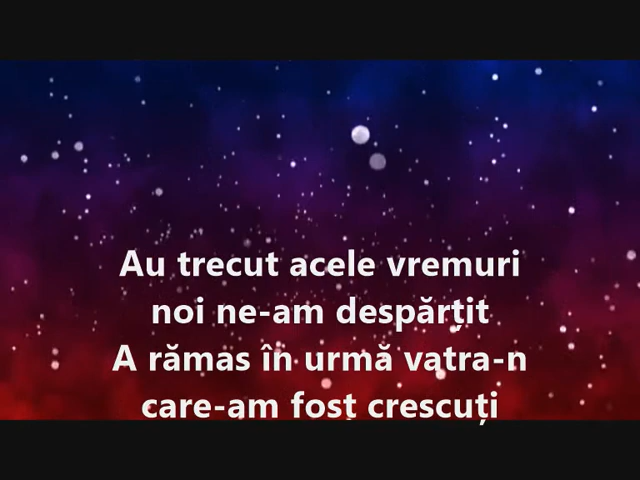 Au trecut acele vremuri
noi ne-am despărțit
A rămas în urmă vatra-n
care-am fost crescuți